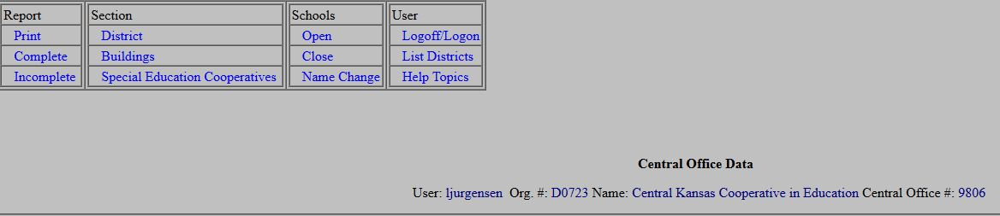 Report Section Schools User
Print District Open Logoff/Logon
Complete Buildings Close List Districts
Incomplete Special Education Cooperatives Name Change Help Topics
Central Office Data
User: ljurgensen Org. #: D0723 Name: Central Kansas Cooperative in Education Central Office #: 9806